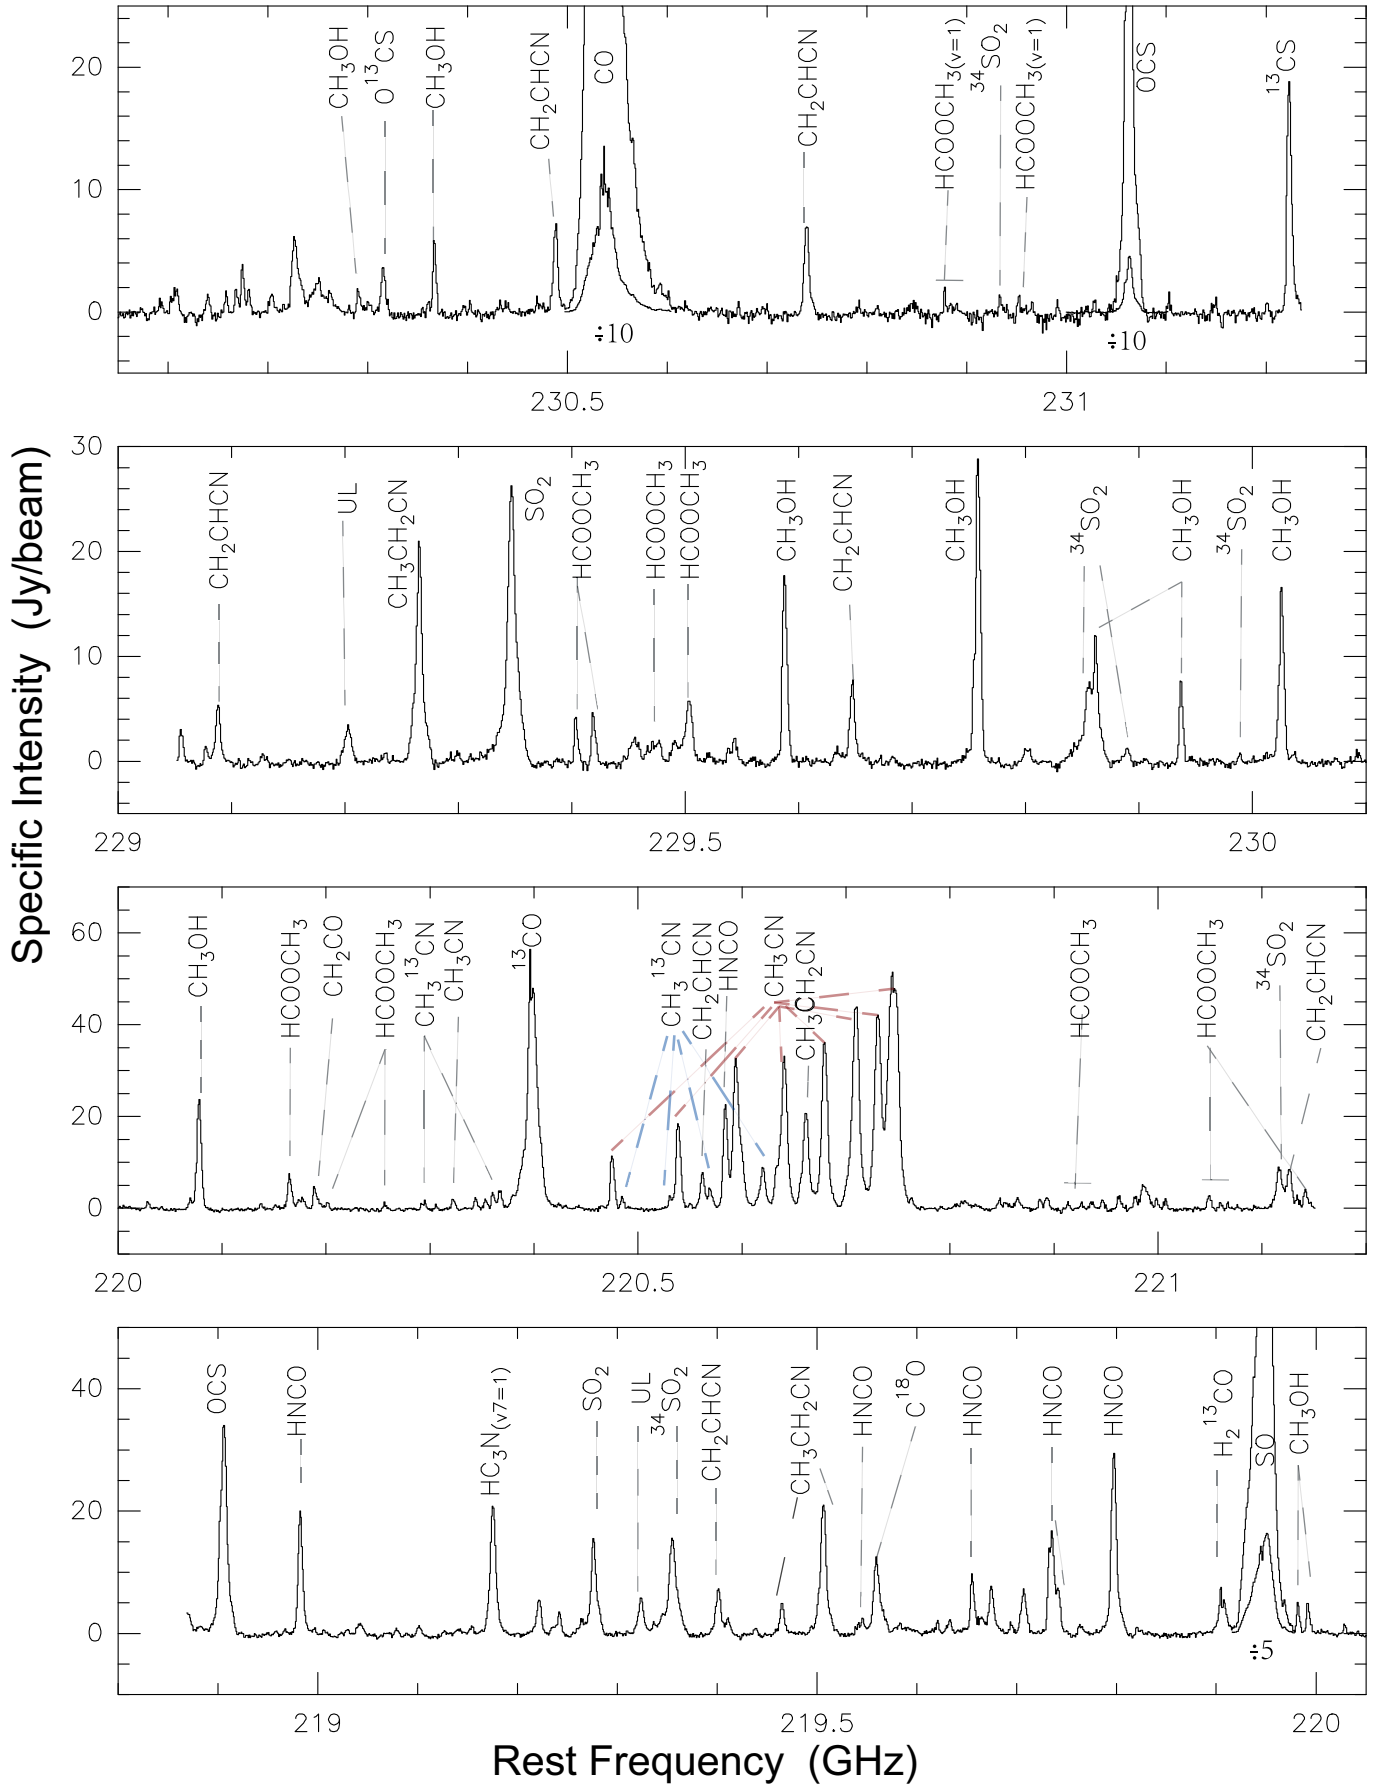 Specific Intensity (Jy/beam)
20
10
0
CH₃OH
O¹³CS
CH₃OH
CH₂CHCN
CO
CH₂CHCN
HCOOCH₃(v=1)
³⁴SO₂
HCOOCH₃(v=1)
OCS
¹³CS
÷10
÷10
230.5
231
30
20
10
0
CH₂CHCN
UL
CH₃CH₂CN
SO₂
HCOOCH₃
HCOOCH₃
HCOOCH₃
CH₃OH
CH₂CHCN
CH₃OH
³⁴SO₂
CH₃OH
³⁴SO₂
CH₃OH
229
229.5
230
60
40
20
0
CH₃OH
HCOOCH₃
CH₂CO
HCOOCH₃
CH₃¹³CN
CH₃CN
¹³CO
CH₃¹³CN
CH₂CHCN
HNCO
CH₃CN
CH₃CH₂CN
HCOOCH₃
HCOOCH₃
³⁴SO₂
CH₂CHCN
220
220.5
221
40
20
0
OCS
HNCO
HC₃N(v7=1)
SO₂
UL
³⁴SO₂
CH₂CHCN
CH₃CH₂CN
HNCO
C¹⁸O
HNCO
HNCO
HNCO
H₂¹³CO
SO
CH₃OH
÷5
219
219.5
220
Rest Frequency (GHz)